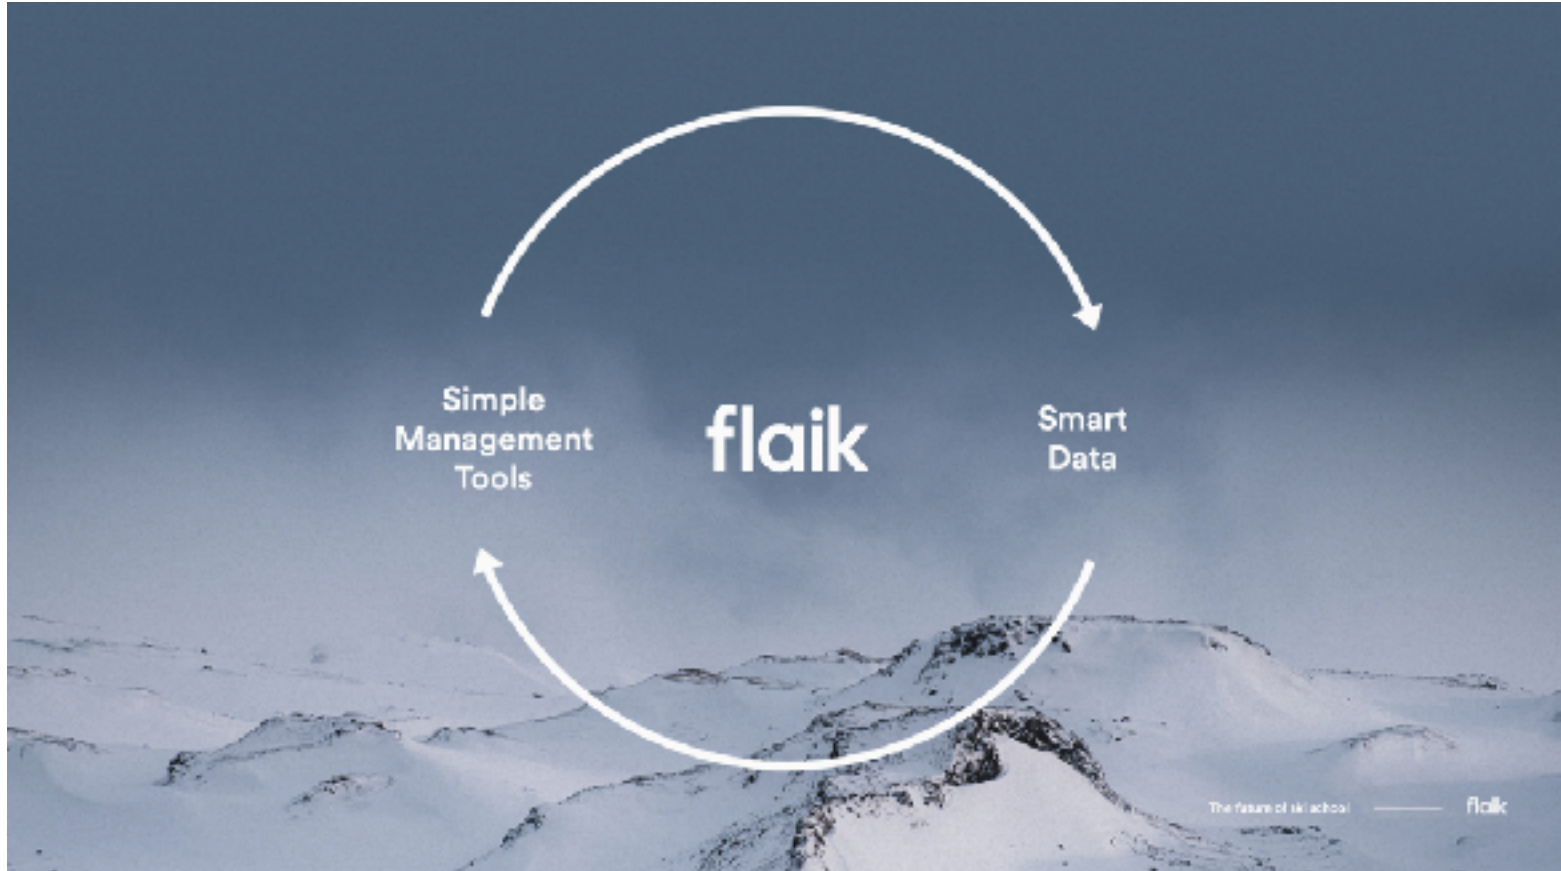 Simple
Management
Tools
flaik
Smart
Data
The future of ski school
flaik